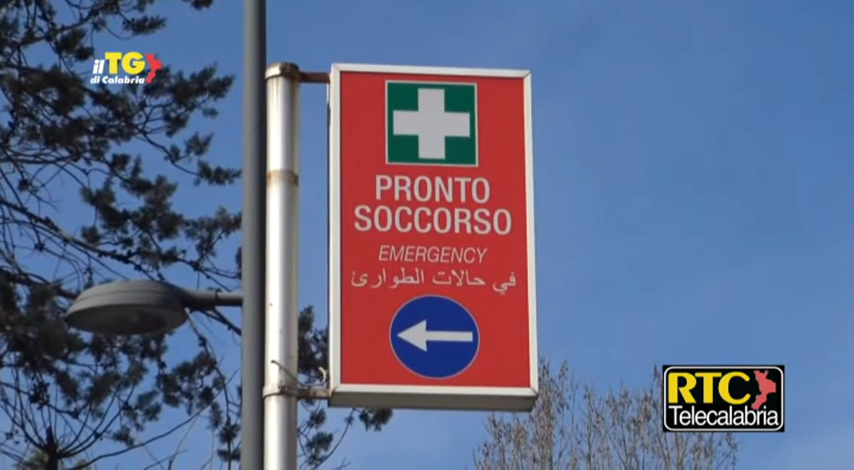 il TG
di Calabria
PRONTO
SOCCORSO
EMERGENCY
في حالات الطوارئ
RTC
Telecalabria